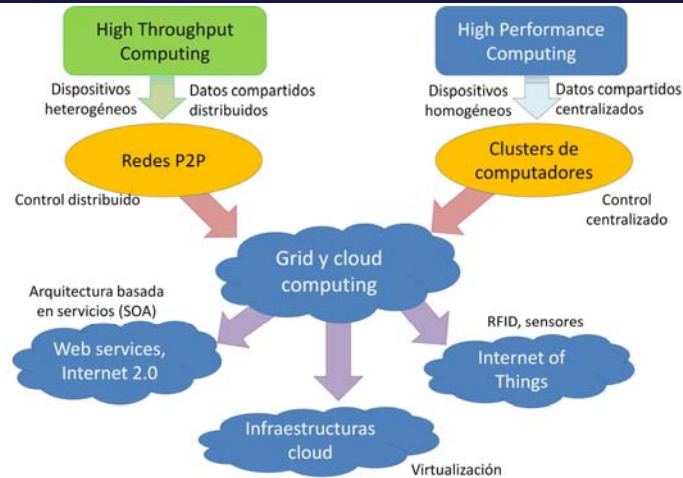 High Throughput
Computing
High Performance
Computing
Dispositivos
heterogéneos
Datos compartidos
distribuidos
Dispositivos
homogéneos
Datos compartidos
centralizados
Redes P2P
Clusters de
computadores
Control distribuido
Control
centralizado
Grid y cloud
computing
Arquitectura basada
en servicios (SOA)
RFID, sensores
Web services,
Internet 2.0
Internet of
Things
Infraestructuras
cloud
Virtualización